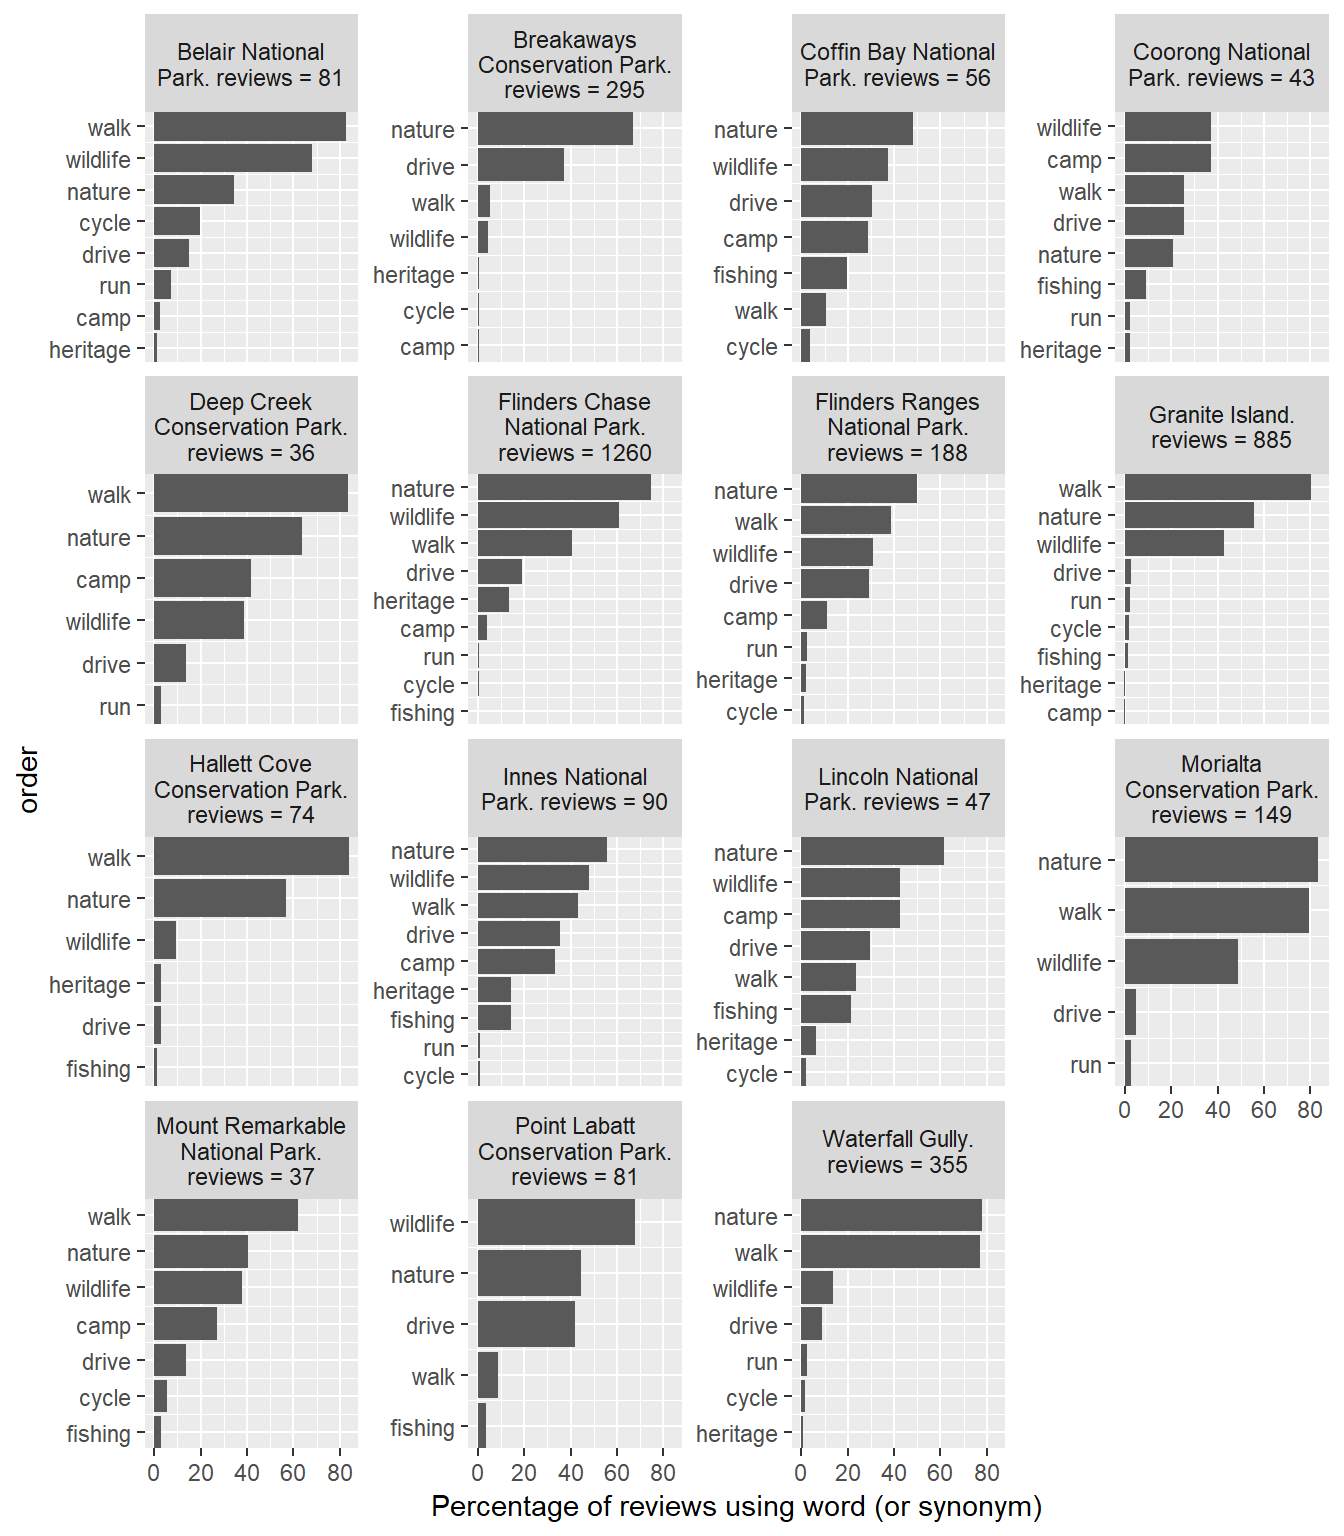 Belair National
Park. reviews = 81
walk
wildlife
nature
cycle
drive
run
camp
heritage
Breakaways
Conservation Park.
reviews = 295
nature
drive
walk
wildlife
heritage
cycle
camp
Coffin Bay National
Park. reviews = 56
nature
wildlife
drive
camp
fishing
walk
cycle
Coorong National
Park. reviews = 43
wildlife
camp
walk
drive
nature
fishing
run
heritage
Deep Creek
Conservation Park.
reviews = 36
walk
nature
camp
wildlife
drive
run
Flinders Chase
National Park.
reviews = 1260
nature
wildlife
walk
drive
heritage
camp
run
cycle
fishing
Flinders Ranges
National Park.
reviews = 188
nature
walk
wildlife
drive
camp
run
heritage
cycle
Granite Island.
reviews = 885
walk
nature
wildlife
drive
run
cycle
fishing
heritage
camp
order
Hallett Cove
Conservation Park.
reviews = 74
walk
nature
wildlife
heritage
drive
fishing
Innes National
Park. reviews = 90
nature
wildlife
walk
drive
camp
heritage
fishing
run
cycle
Lincoln National
Park. reviews = 47
nature
wildlife
camp
drive
walk
fishing
heritage
cycle
Morialta
Conservation Park.
reviews = 149
nature
walk
wildlife
drive
run
0 20 40 60 80
Mount Remarkable
National Park.
reviews = 37
walk
nature
wildlife
camp
drive
cycle
fishing
0 20 40 60 80
Point Labatt
Conservation Park.
reviews = 81
wildlife
nature
drive
walk
fishing
0 20 40 60 80
Waterfall Gully.
reviews = 355
nature
walk
wildlife
drive
run
cycle
heritage
0 20 40 60 80
Percentage of reviews using word (or synonym)